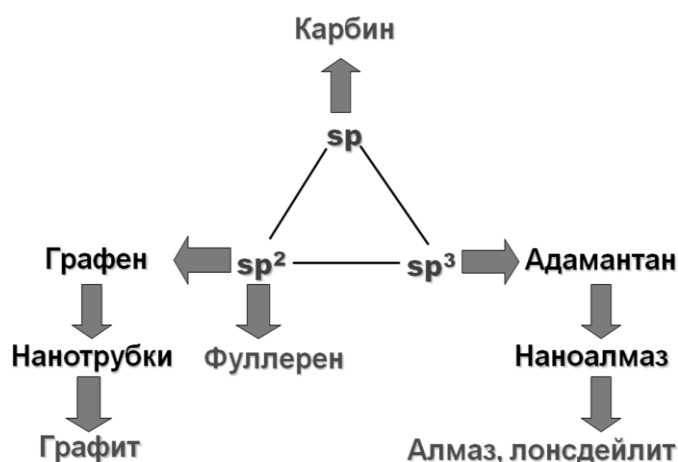 Карбин
sp
Графен
sp²
sp³
Адамантан
Нанотрубки
Фуллерен
Наноалмаз
Графит
Алмаз, лонсдейлит